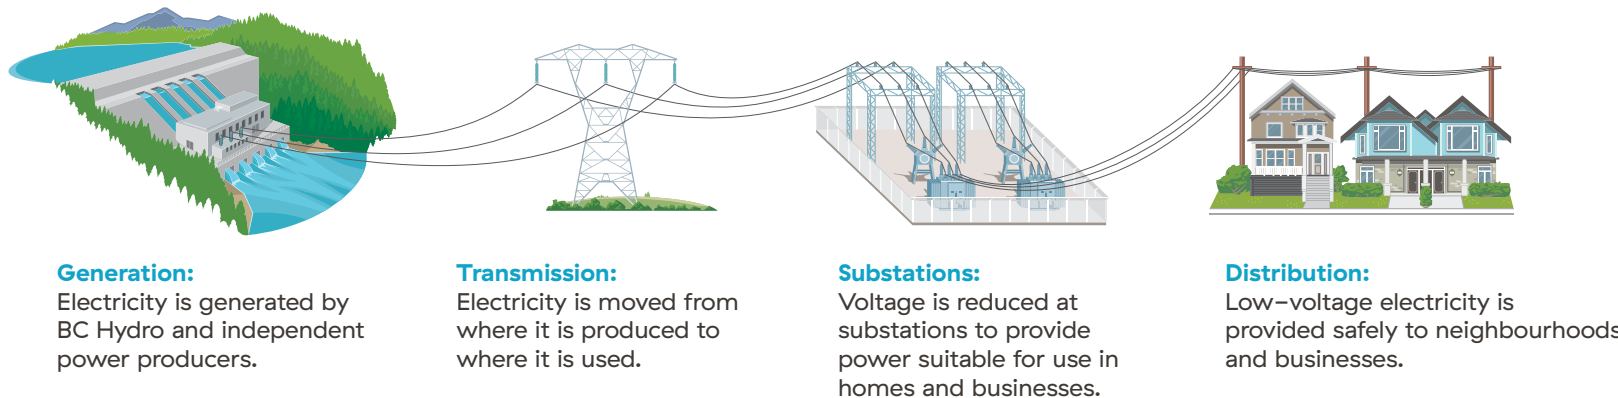 Generation:
Electricity is generated by
BC Hydro and independent
power producers.
Transmission:
Electricity is moved from
where it is produced to
where it is used.
Substations:
Voltage is reduced at
substations to provide
power suitable for use in
homes and businesses.
Distribution:
Low-voltage electricity is
provided safely to neighbourhoods
and businesses.